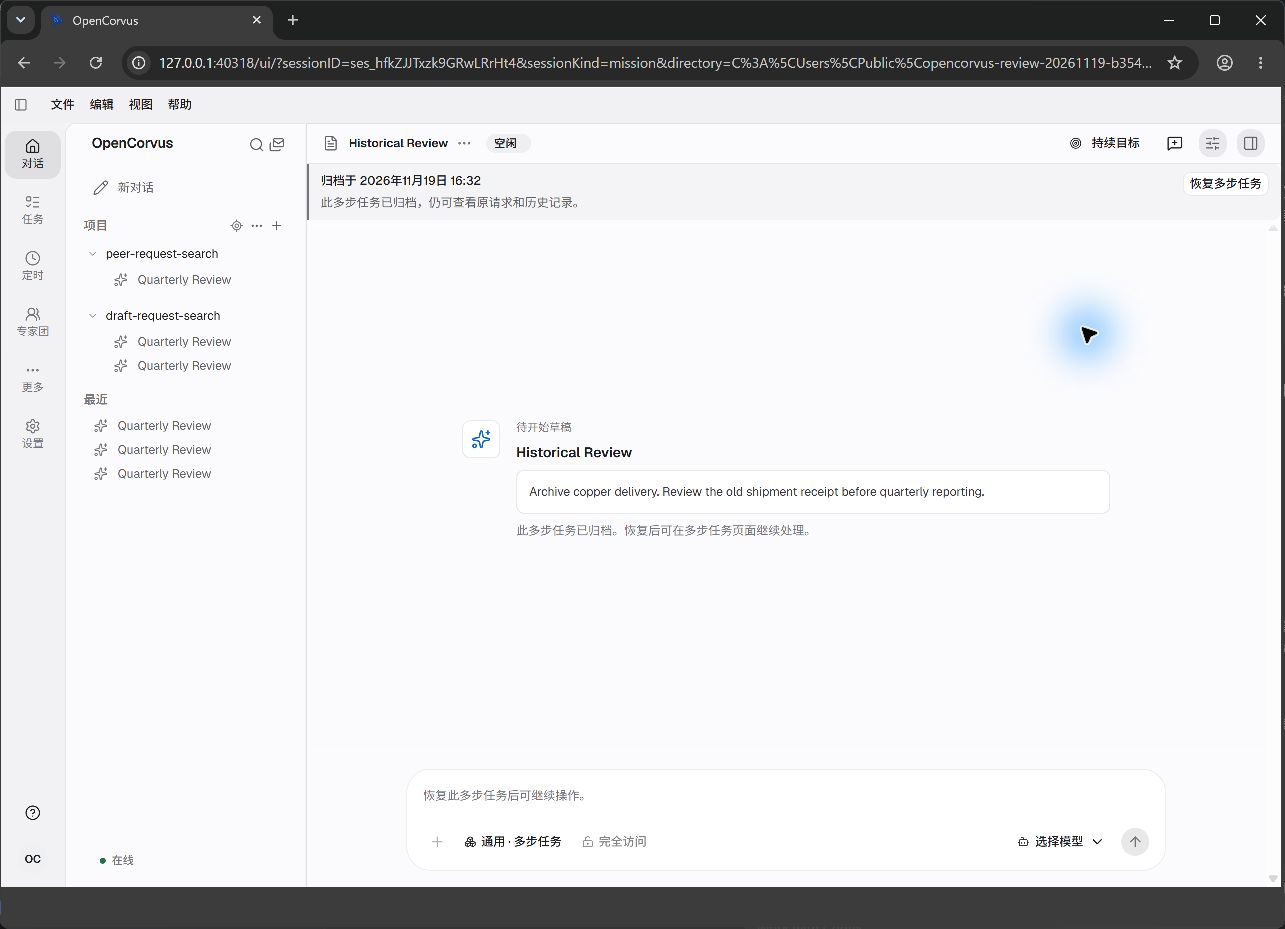 OpenCorvus
127.0.0.1:40318/ui/?sessionID=ses_hfkZJJTxzk9GRwLRrHt4&sessionKind=mission&directory=C%3A%5CUsers%5CPublic%5Copencorvus-review-20261119-b354...
文件 编辑 视图 帮助
对话
任务
定时
专家团
更多
设置
OC
OpenCorvus
新对话
项目
peer-request-search
Quarterly Review
draft-request-search
Quarterly Review
Quarterly Review
最近
Quarterly Review
Quarterly Review
Quarterly Review
在线
Historical Review ··· 空闲
持续目标
归档于 2026年11月19日 16:32
此多步任务已归档，仍可查看原请求和历史记录。
恢复多步任务
待开始草稿
Historical Review
Archive copper delivery. Review the old shipment receipt before quarterly reporting.
此多步任务已归档。恢复后可在多步任务页面继续处理。
恢复此多步任务后可继续操作。
通用 · 多步任务 完全访问 选择模型